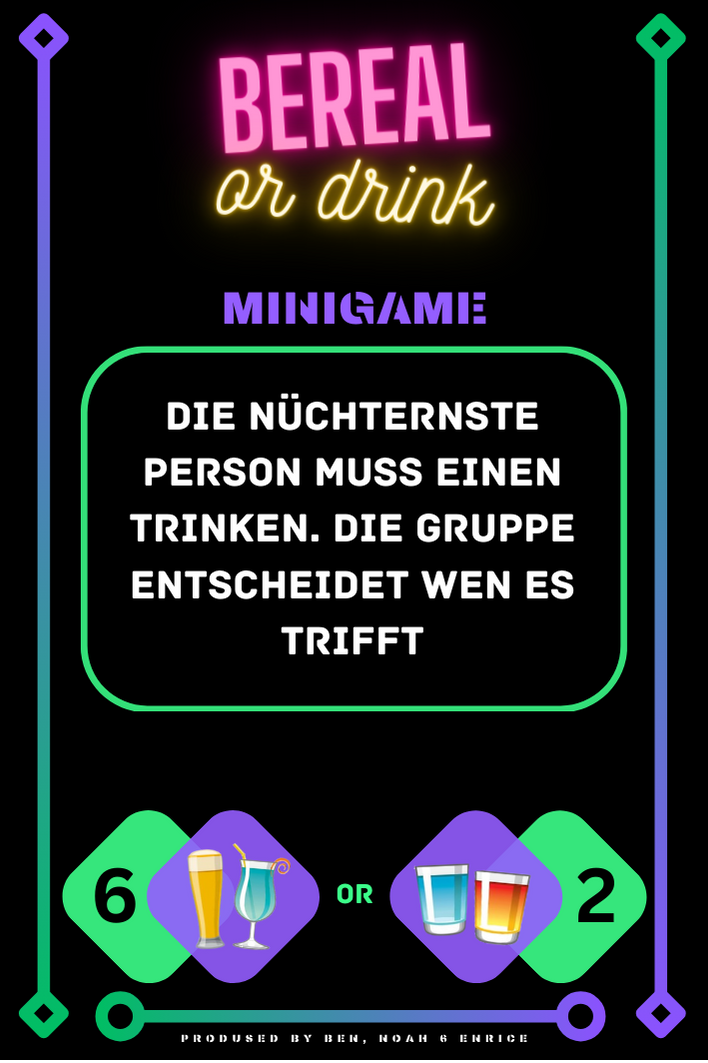 BEREAL
or drink
MINIGAME
DIE NÜCHTERNSTE
PERSON MUSS EINEN
TRINKEN. DIE GRUPPE
ENTSCHEIDET WEN ES
TRIFFT
6 OR 2
PRODUSED BY BEN, NOAH 6 ENRICE